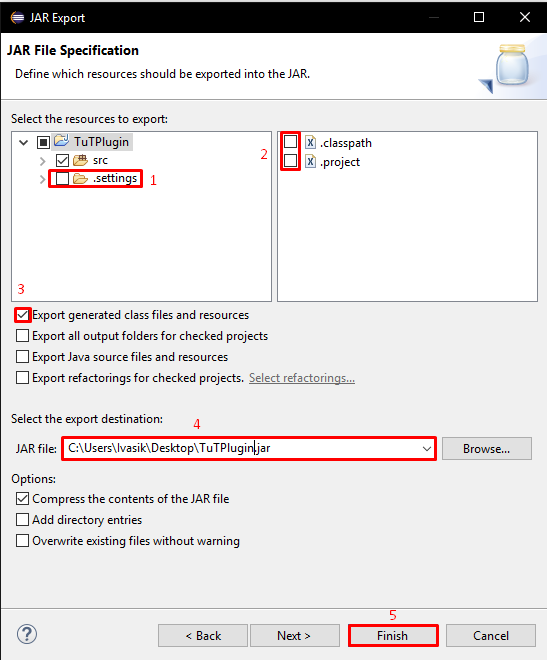 JAR Export
JAR File Specification
Define which resources should be exported into the JAR.
Select the resources to export:
TuTPlugin
src
.settings
1
2
.classpath
.project
3
Export generated class files and resources
Export all output folders for checked projects
Export Java source files and resources
Export refactorings for checked projects. Select refactorings...
Select the export destination:
4
JAR file: C:\Users\Ivasik\Desktop\TuTPlugin.jar Browse...
Options:
Compress the contents of the JAR file
Add directory entries
Overwrite existing files without warning
5
? < Back Next > Finish Cancel